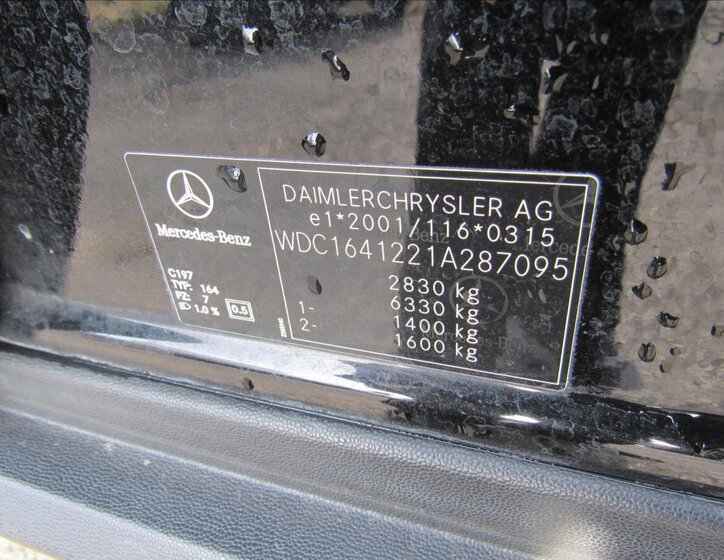 Mercedes-Benz
C197
TYP: 164
PZ: 7
1.0 %
0.5
DAIMLERCHRYSLER AG
e1*2001/116*0315
WDC1641221A287095
2830 kg
6330 kg
1- 1400 kg
2- 1600 kg